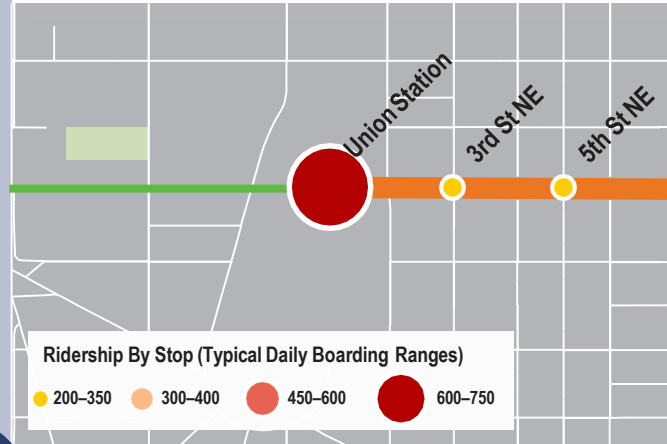 Union Station
3rd St NE
5th St NE
Ridership By Stop (Typical Daily Boarding Ranges)
200–350
300–400
450–600
600–750